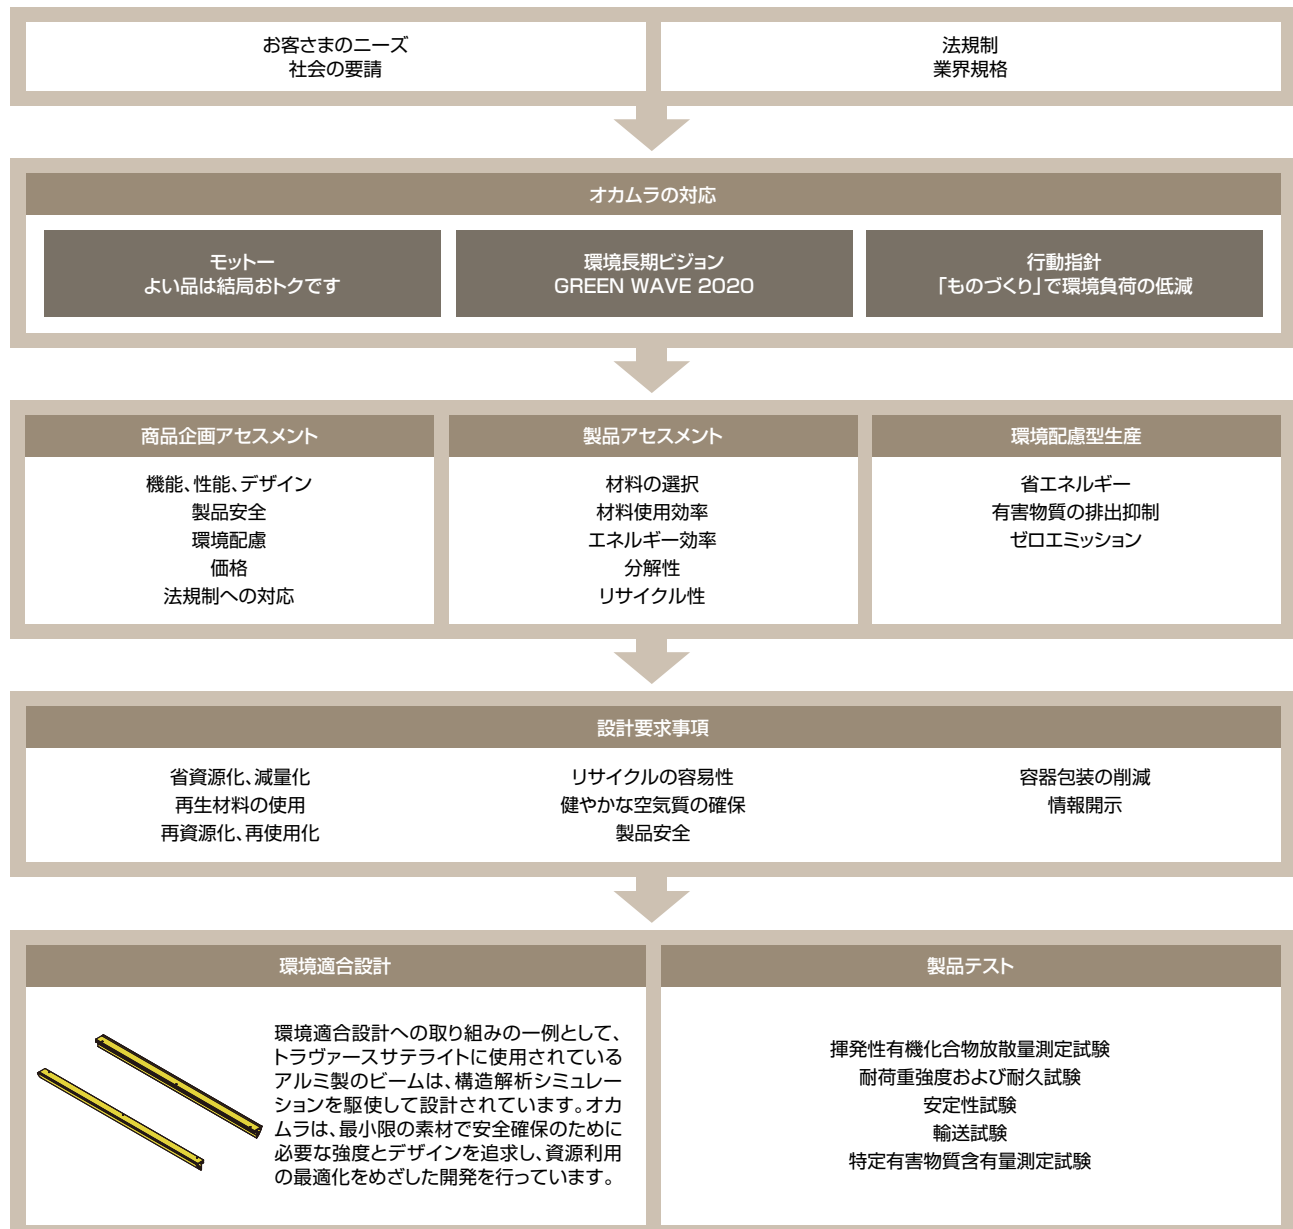 お客さまのニーズ
社会の要請
法規制
業界規格
オカムラの対応
モットー
よい品は結局おトクです
環境長期ビジョン
GREEN WAVE 2020
行動指針
「ものづくり」で環境負荷の低減
商品企画アセスメント
機能、性能、デザイン
製品安全
環境配慮
価格
法規制への対応
製品アセスメント
材料の選択
材料使用効率
エネルギー効率
分解性
リサイクル性
環境配慮型生産
省エネルギー
有害物質の排出抑制
ゼロエミッション
設計要求事項
省資源化、減量化
再生材料の使用
再資源化、再使用化
リサイクルの容易性
健やかな空気質の確保
製品安全
容器包装の削減
情報開示
環境適合設計
環境適合設計への取り組みの一例として、
トラヴァースサテライトに使用されている
アルミ製のビームは、構造解析シミュレー
ションを駆使して設計されています。オカ
ムラは、最小限の素材で安全確保のために
必要な強度とデザインを追求し、資源利用
の最適化をめざした開発を行っています。
製品テスト
揮発性有機化合物放散量測定試験
耐荷重強度および耐久試験
安定性試験
輸送試験
特定有害物質含有量測定試験